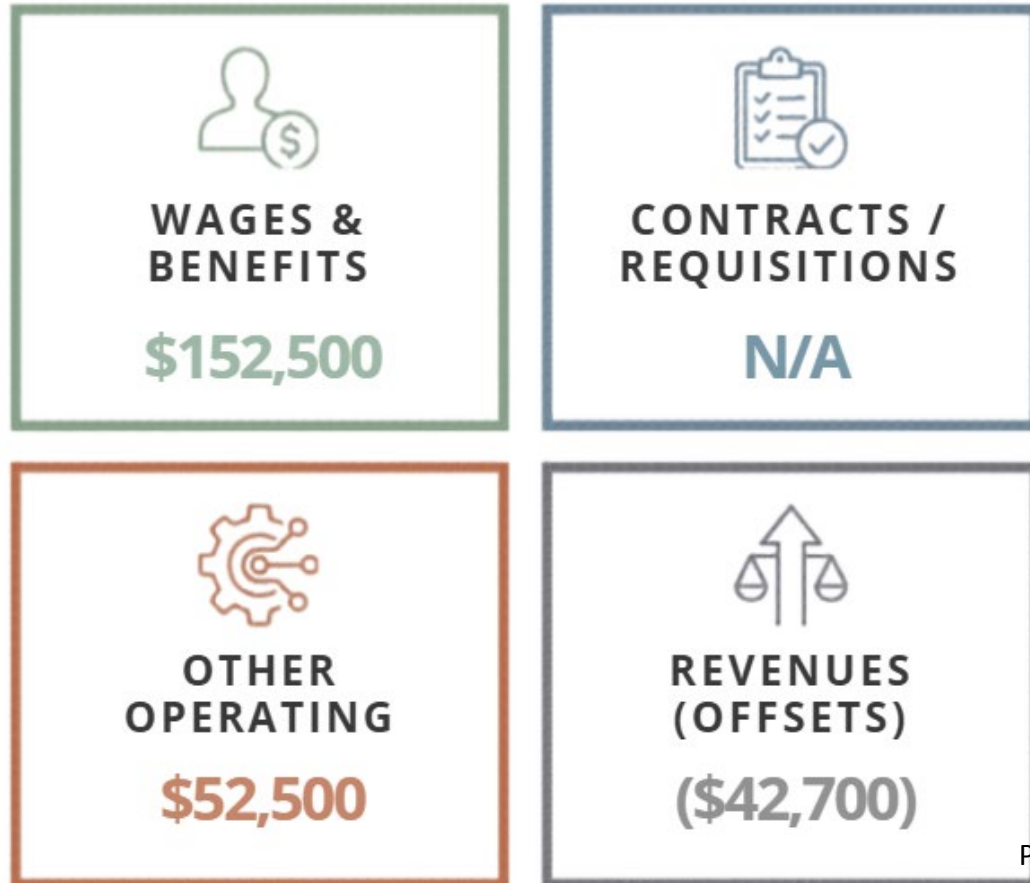 WAGES &
BENEFITS
$152,500
CONTRACTS /
REQUISITIONS
N/A
OTHER
OPERATING
$52,500
REVENUES
(OFFSETS)
($42,700)
P